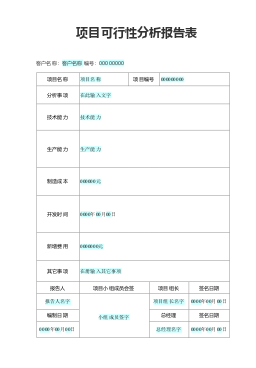 项目可行性分析报告表
客户名称：客户名称 编号：00000000
项目名称 项目名称 项目编号 000000000
分析事项 在此输入文字
技术能力 技术能力
生产能力 生产能力
制造成本 000000元
开发时间 0000年00月00日
新增费用 0000000元
其它事项 在那输入其它事项
报告人 项目小组成员会签 项目组长 签名日期
报告人名字 项目组长名字 0000年00月00日
编制日期 小组成员签字 总经理 签名日期
0000年00月00日 总经理名字 0000年00月00日